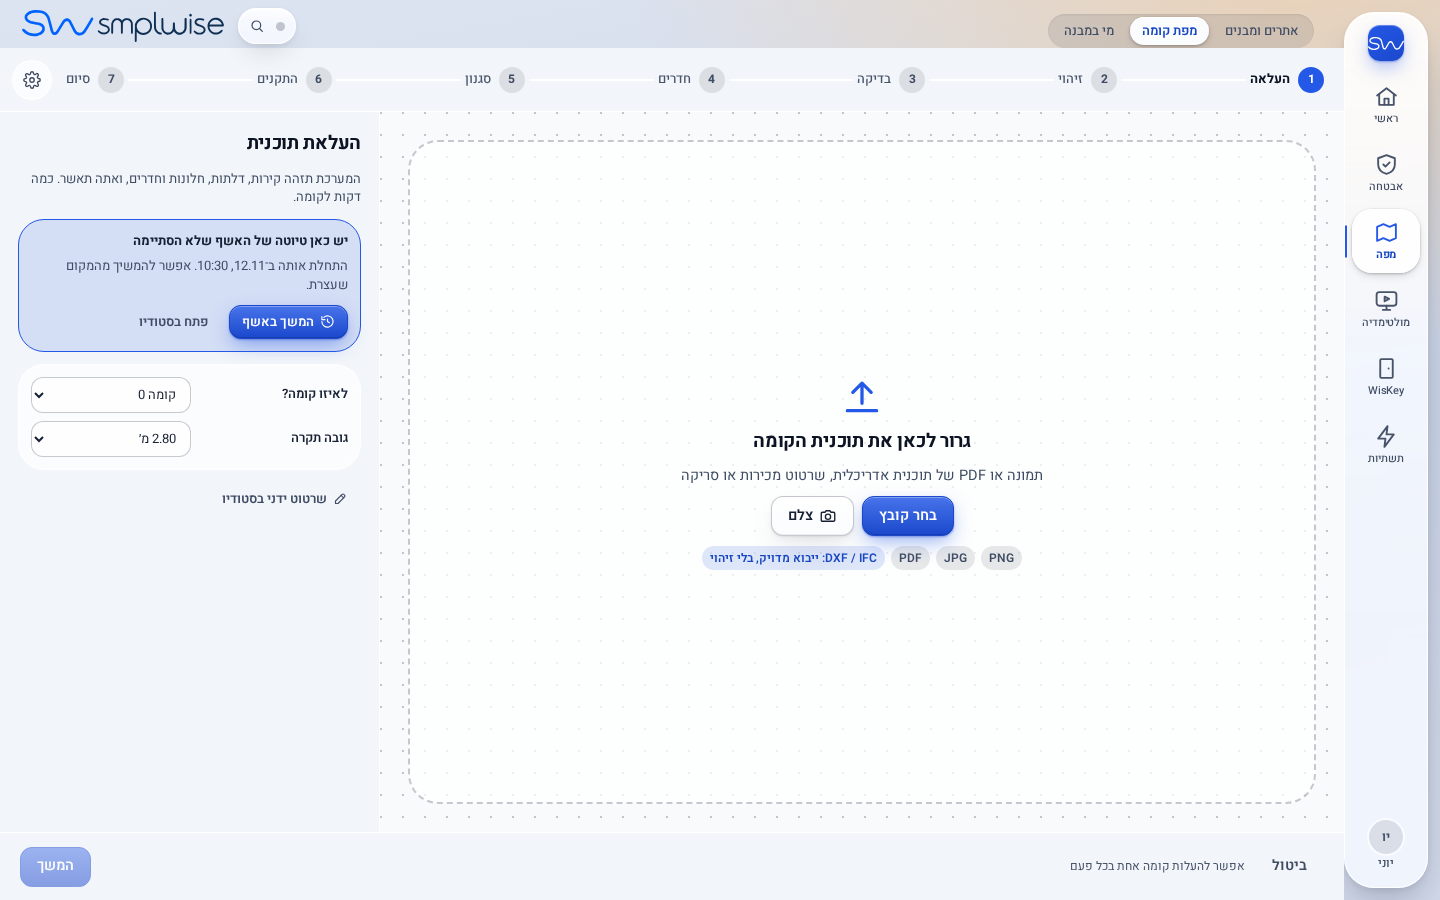 smplwise
אתרים ומבנים
מפת קומה
מי במבנה
1 העלאה
2 זיהוי
3 בדיקה
4 חדרים
5 סגנון
6 התקנים
7 סיום
SW
ראשי
אבטחה
מפה
מולטימדיה
WisKey
תשתיות
יו
יוני
גרור לכאן את תוכנית הקומה
תמונה או PDF של תוכנית אדריכלית, שרטוט מכירות או סריקה
בחר קובץ
צלם
PNG
JPG
PDF
DXF / IFC: ייבוא מדויק, בלי זיהוי
העלאת תוכנית
המערכת תזהה קירות, דלתות, חלונות וחדרים, ואתה תאשר. כמה
דקות לקומה.
יש כאן טיוטה של האשף שלא הסתיימה
התחלת אותה ב־12.11, 10:30. אפשר להמשיך מהמקום
שעצרת.
המשך באשף
פתח בסטודיו
לאיזו קומה?
קומה 0
גובה תקרה
2.80 מ'
שרטוט ידני בסטודיו
ביטול
אפשר להעלות קומה אחת בכל פעם
המשך